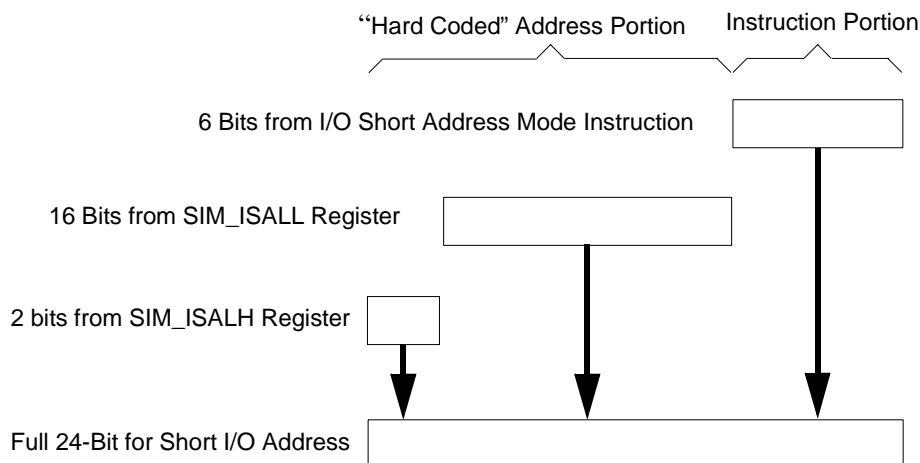 “Hard Coded” Address Portion
Instruction Portion
6 Bits from I/O Short Address Mode Instruction
16 Bits from SIM_ISALL Register
2 bits from SIM_ISALH Register
Full 24-Bit for Short I/O Address